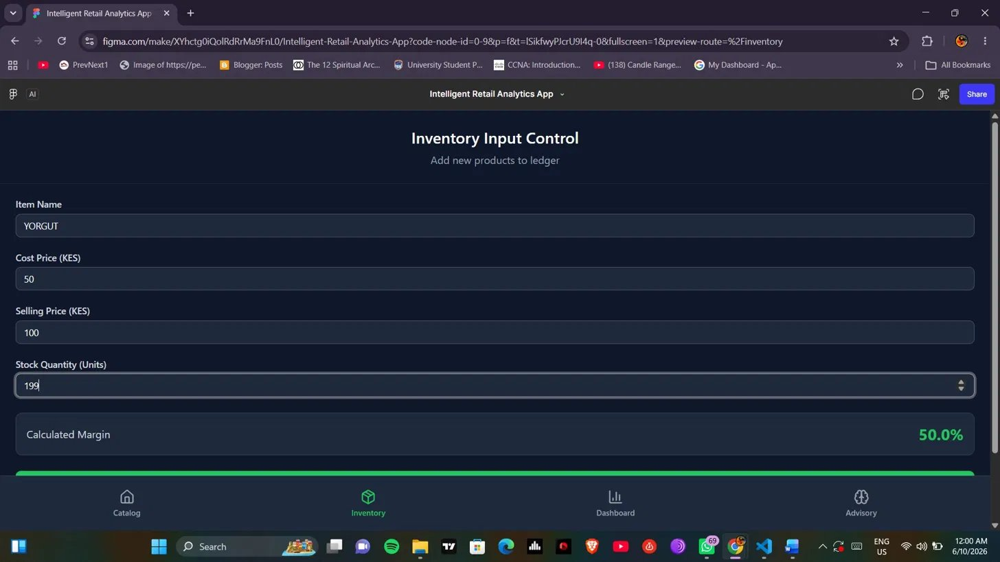 Intelligent Retail Analytics App
figma.com/make/XYhctg0iQolRdRrMa9FnL0/Intelligent-Retail-Analytics-App?code-node-id=0-9&p=f&t=lSikfwyPJcrU9I4q-0&fullscreen=1&preview-route=%2Finventory
PrevNext1
Image of https://pe...
Blogger: Posts
The 12 Spiritual Arc...
University Student P...
CCNA: Introduction...
(138) Candle Range...
My Dashboard - Ap...
»
All Bookmarks
AI
Intelligent Retail Analytics App
Share
Inventory Input Control
Add new products to ledger
Item Name
YORGUT
Cost Price (KES)
50
Selling Price (KES)
100
Stock Quantity (Units)
199
Calculated Margin
50.0%
Catalog
Inventory
Dashboard
Advisory
Search
69
ENG
US
12:00 AM
6/10/2026